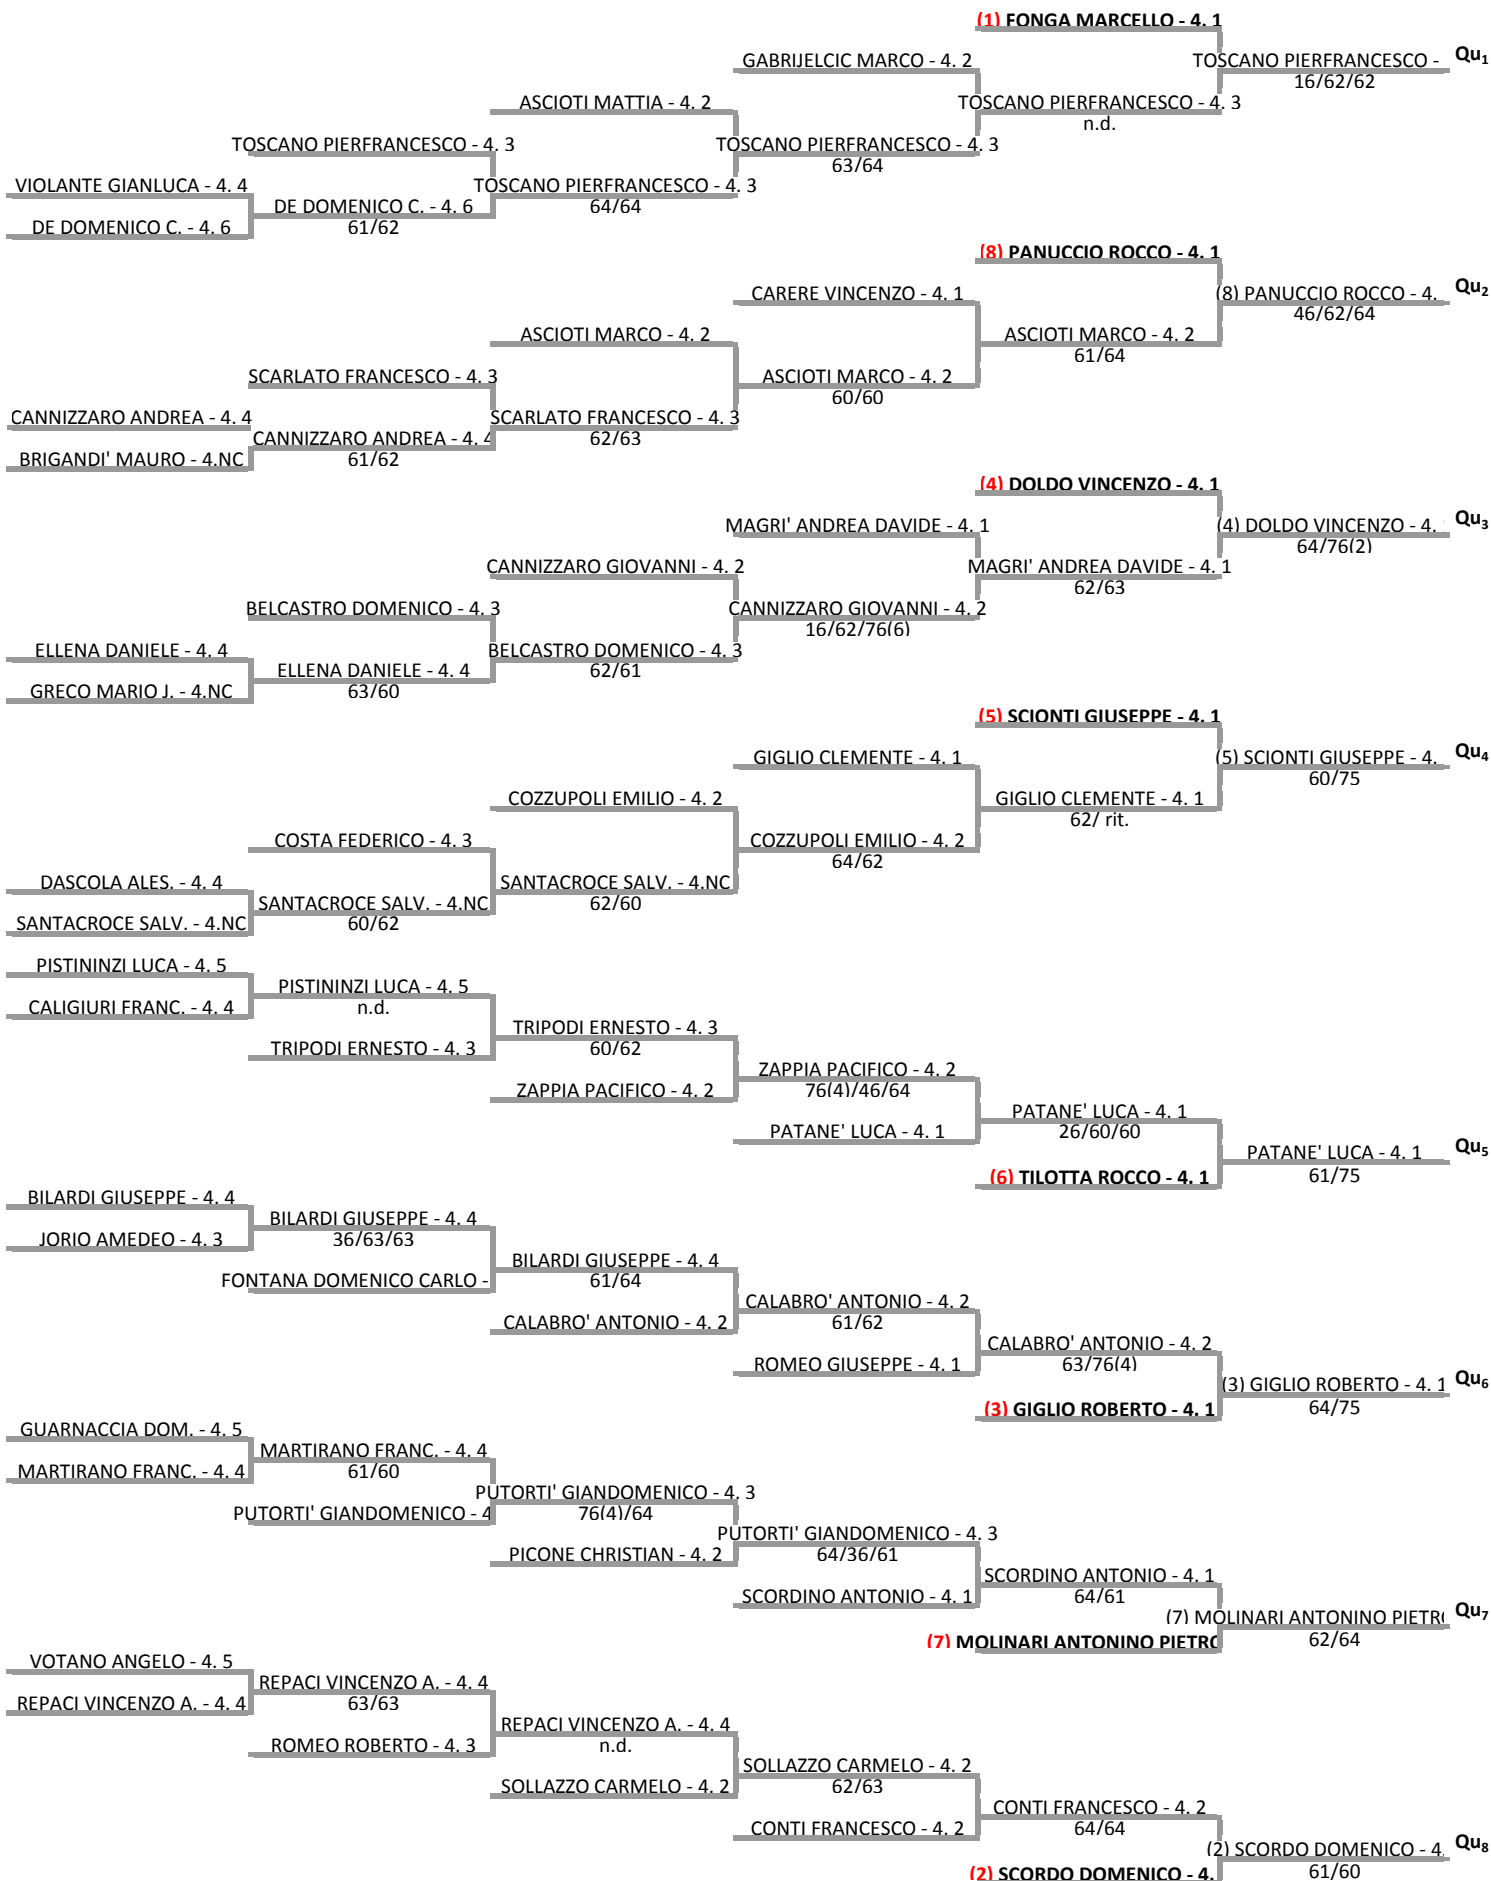 (1) FONGA MARCELLO - 4. 1
GABRIJELCIC MARCO - 4. 2
TOSCANO PIERFRANCESCO -
Qu1
16/62/62
ASCIOTI MATTIA - 4. 2
TOSCANO PIERFRANCESCO - 4. 3
n.d.
TOSCANO PIERFRANCESCO - 4. 3
TOSCANO PIERFRANCESCO - 4. 3
63/64
VIOLANTE GIANLUCA - 4. 4
TOSCANO PIERFRANCESCO - 4. 3
64/64
DE DOMENICO C. - 4. 6
61/62
DE DOMENICO C. - 4. 6
(8) PANUCCIO ROCCO - 4. 1
CARERE VINCENZO - 4. 1
(8) PANUCCIO ROCCO - 4.
Qu2
46/62/64
ASCIOTI MARCO - 4. 2
ASCIOTI MARCO - 4. 2
61/64
SCARLATO FRANCESCO - 4. 3
ASCIOTI MARCO - 4. 2
60/60
CANNIZZARO ANDREA - 4. 4
SCARLATO FRANCESCO - 4. 3
62/63
CANNIZZARO ANDREA - 4. 4
61/62
BRIGANDI' MAURO - 4.NC
(4) DOLDO VINCENZO - 4. 1
MAGRI' ANDREA DAVIDE - 4. 1
(4) DOLDO VINCENZO - 4.
Qu3
64/76(2)
CANNIZZARO GIOVANNI - 4. 2
MAGRI' ANDREA DAVIDE - 4. 1
62/63
BELCASTRO DOMENICO - 4. 3
CANNIZZARO GIOVANNI - 4. 2
16/62/76(6)
ELLENA DANIELE - 4. 4
BELCASTRO DOMENICO - 4. 3
62/61
ELLENA DANIELE - 4. 4
63/60
GRECO MARIO J. - 4.NC
(5) SCIONTI GIUSEPPE - 4. 1
GIGLIO CLEMENTE - 4. 1
(5) SCIONTI GIUSEPPE - 4.
Qu4
60/75
COZZUPOLI EMILIO - 4. 2
GIGLIO CLEMENTE - 4. 1
62/ rit.
COSTA FEDERICO - 4. 3
COZZUPOLI EMILIO - 4. 2
64/62
DASCOLA ALES. - 4. 4
SANTACROCE SALV. - 4.NC
62/60
SANTACROCE SALV. - 4.NC
60/62
SANTACROCE SALV. - 4.NC
PISTININZI LUCA - 4. 5
PISTININZI LUCA - 4. 5
n.d.
CALIGIURI FRANC. - 4. 4
TRIPODI ERNESTO - 4. 3
60/62
TRIPODI ERNESTO - 4. 3
ZAPPIA PACIFICO - 4. 2
76(4)/46/64
ZAPPIA PACIFICO - 4. 2
PATANE' LUCA - 4. 1
26/60/60
PATANE' LUCA - 4. 1
PATANE' LUCA - 4. 1
Qu5
61/75
(6) TILOTTA ROCCO - 4. 1
BILARDI GIUSEPPE - 4. 4
BILARDI GIUSEPPE - 4. 4
36/63/63
JORIO AMEDEO - 4. 3
BILARDI GIUSEPPE - 4. 4
61/64
FONTANA DOMENICO CARLO -
CALABRO' ANTONIO - 4. 2
61/62
CALABRO' ANTONIO - 4. 2
CALABRO' ANTONIO - 4. 2
63/76(4)
ROMEO GIUSEPPE - 4. 1
(3) GIGLIO ROBERTO - 4. 1
Qu6
64/75
(3) GIGLIO ROBERTO - 4. 1
GUARNACCIA DOM. - 4. 5
MARTIRANO FRANC. - 4. 4
61/60
MARTIRANO FRANC. - 4. 4
PUTORTI' GIANDOMENICO - 4. 3
76(4)/64
PUTORTI' GIANDOMENICO - 4
PUTORTI' GIANDOMENICO - 4. 3
64/36/61
PICONE CHRISTIAN - 4. 2
SCORDINO ANTONIO - 4. 1
64/61
SCORDINO ANTONIO - 4. 1
(7) MOLINARI ANTONINO PIETRO
Qu7
62/64
(7) MOLINARI ANTONINO PIETRO
VOTANO ANGELO - 4. 5
REPACI VINCENZO A. - 4. 4
63/63
REPACI VINCENZO A. - 4. 4
REPACI VINCENZO A. - 4. 4
n.d.
ROMEO ROBERTO - 4. 3
SOLLAZZO CARMELO - 4. 2
62/63
SOLLAZZO CARMELO - 4. 2
CONTI FRANCESCO - 4. 2
64/64
CONTI FRANCESCO - 4. 2
(2) SCORDO DOMENICO - 4.
Qu8
61/60
(2) SCORDO DOMENICO - 4.